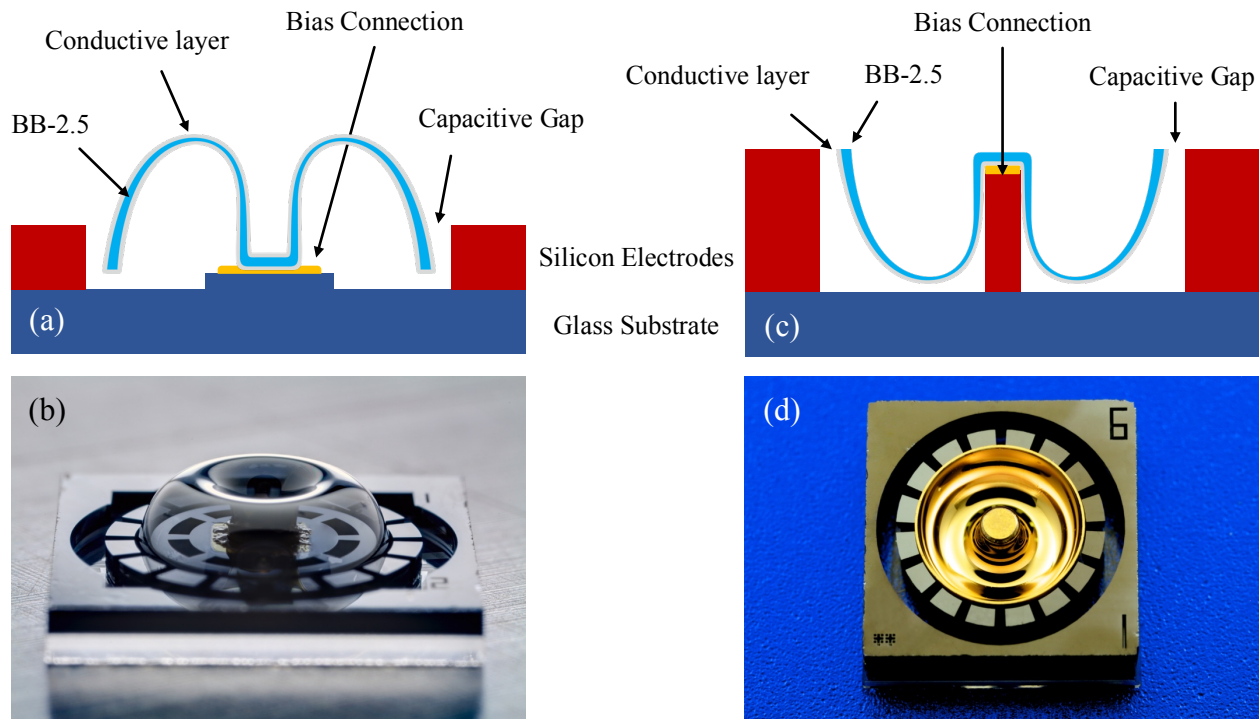 Bias Connection
Conductive layer
BB-2.5
Capacitive Gap
(a)
Bias Connection
Conductive layer
BB-2.5
Capacitive Gap
(c)
Silicon Electrodes
Glass Substrate
(b)
2
(d)
6
1